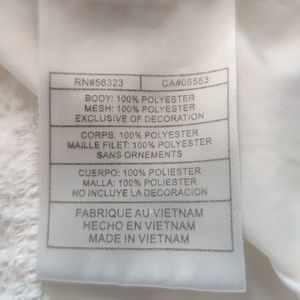 RN#56323 CA#05553
BODY: 100% POLYESTER
MESH: 100% POLYESTER
EXCLUSIVE OF DECORATION
CORPS: 100% POLYESTER
MAILLE FILET: 100% POLYESTER
SANS ORNEMENTS
CUERPO: 100% POLIESTER
MALLA: 100% POLIESTER
NO INCLUYE LA DECORACION
FABRIQUE AU VIETNAM
HECHO EN VIETNAM
MADE IN VIETNAM